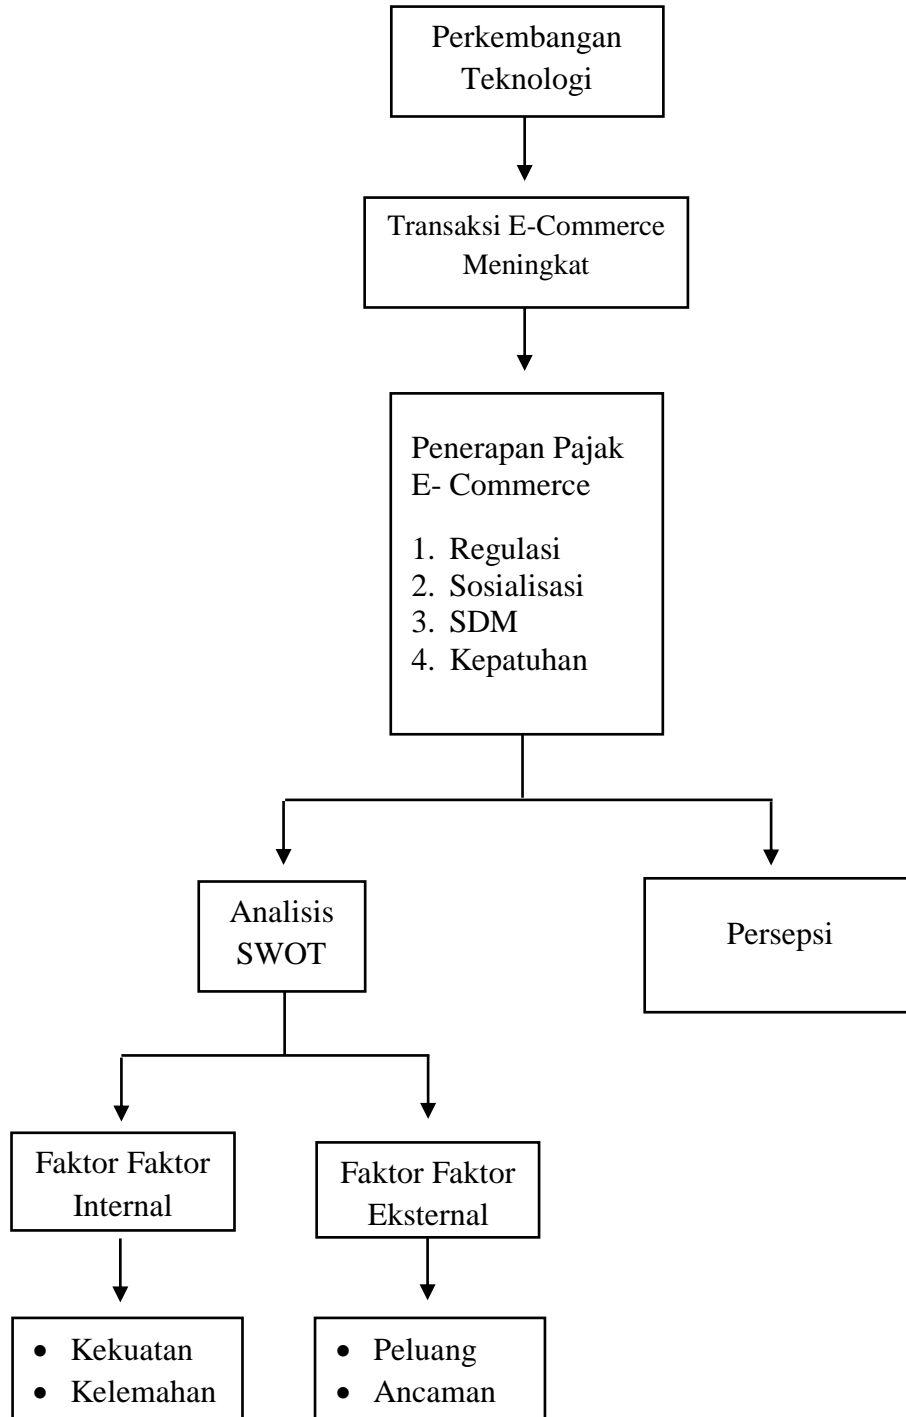 Perkembangan
Teknologi
Transaksi E-Commerce
Meningkat
Penerapan Pajak
E- Commerce
1. Regulasi
2. Sosialisasi
3. SDM
4. Kepatuhan
Analisis
SWOT
Persepsi
Faktor Faktor
Internal
Faktor Faktor
Eksternal
• Kekuatan
• Kelemahan
• Peluang
• Ancaman